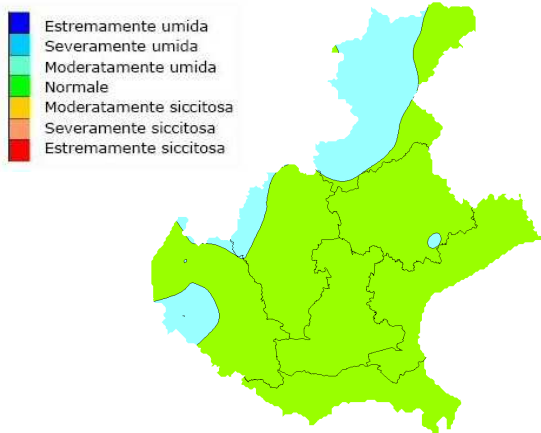 Estremamente umida
Severamente umida
Moderatamente umida
Normale
Moderatamente siccitosa
Severamente siccitosa
Estremamente siccitosa